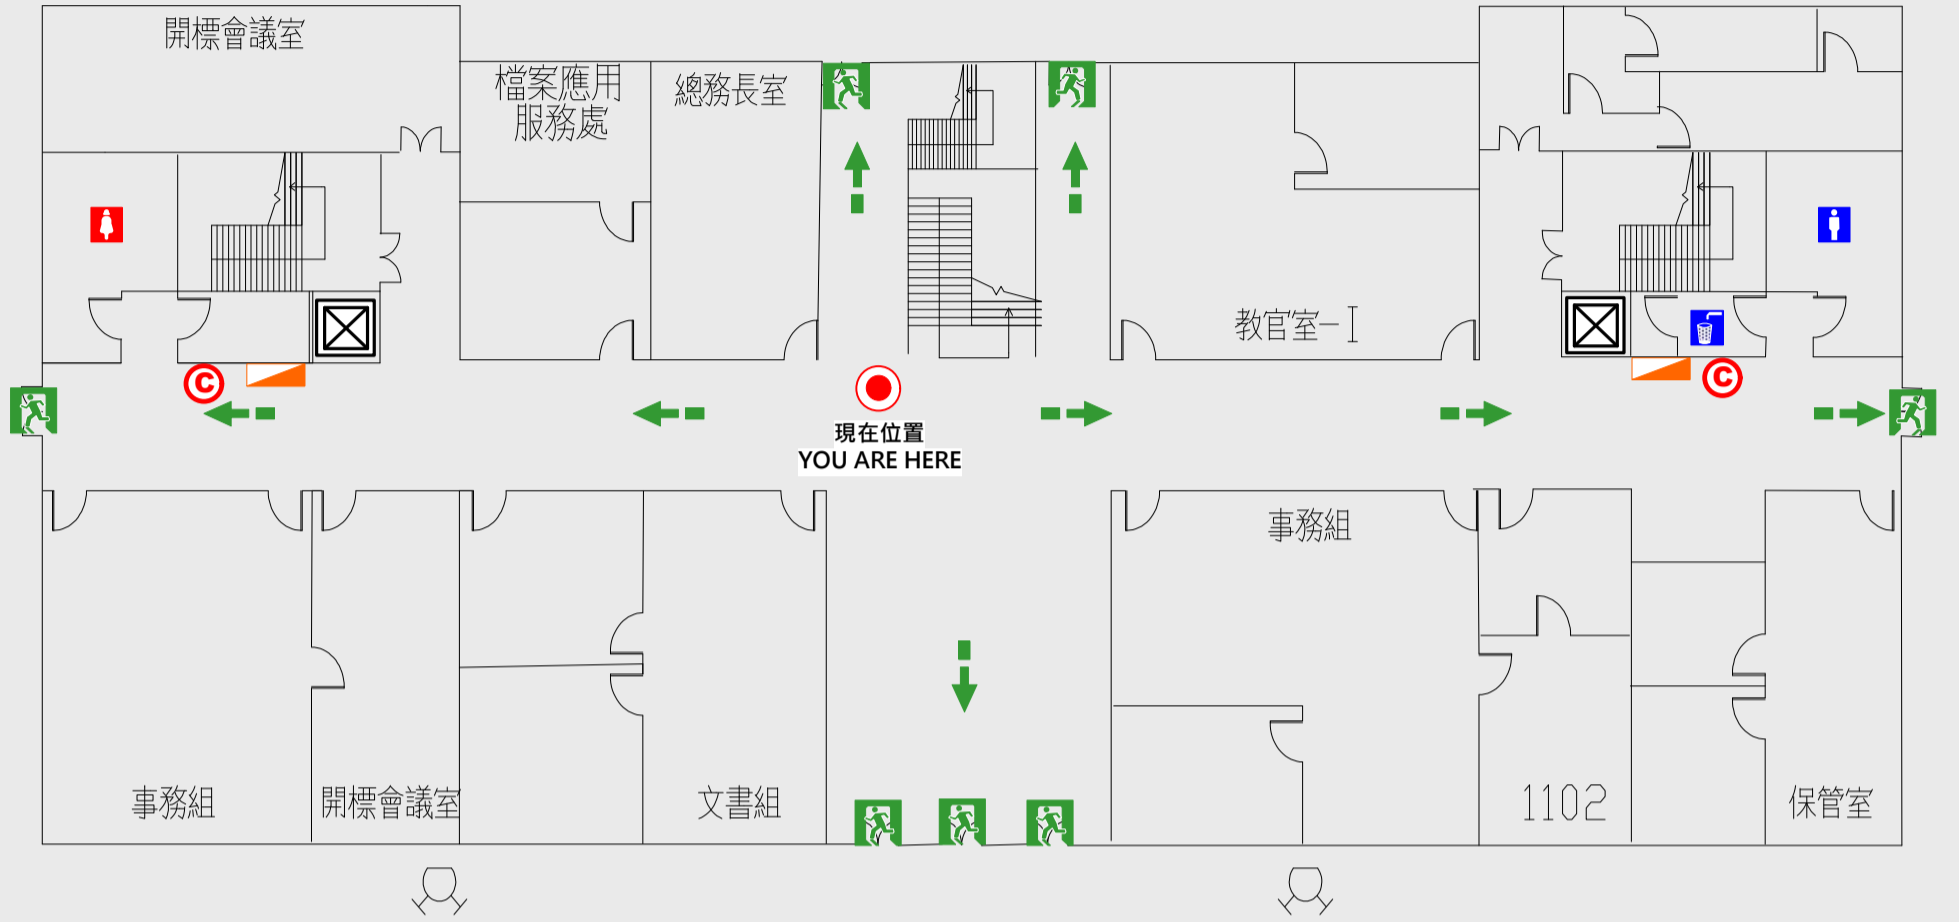 開標會議室
檔案應用
服務處
總務長室
教官室-I
C
C
現在位置
YOU ARE HERE
事務組
事務組
開標會議室
文書組
1102
保管室